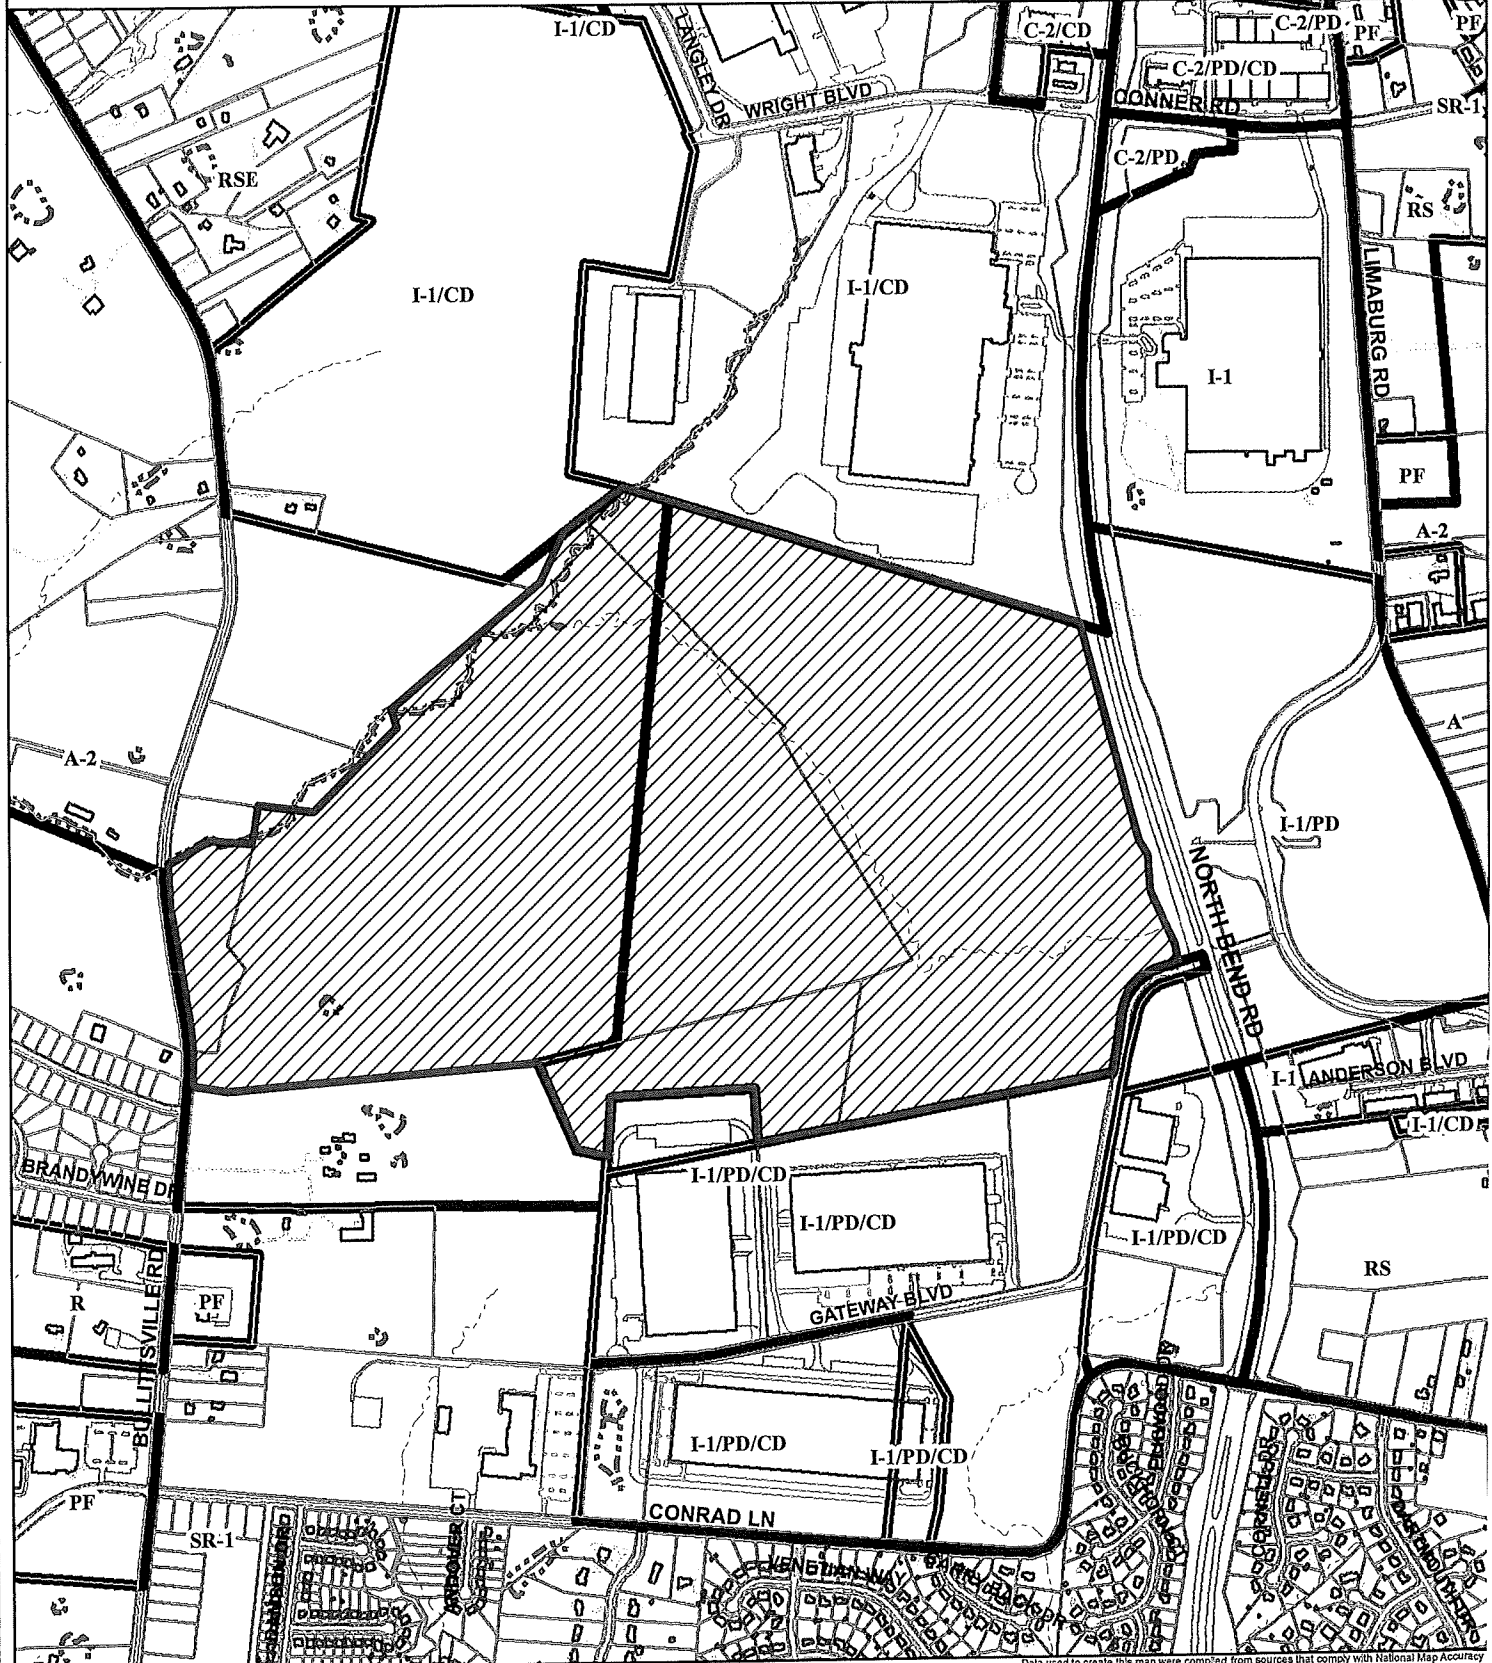 I-1/CD
LANGLEY DR
C-2/CD
C-2/PD
PF
PF
C-2/PD/CD
WRIGHT BLVD
CONNER RD
SR-1
C-2/PD
RSE
RS
I-1/CD
I-1/CD
LIMABURG RD
I-1
PF
A-2
A
A-2
I-1/PD
NORTH BEND RD
I-1
ANDERSON BLVD
I-1/CD
BRANDYWINE DR
I-1/PD/CD
I-1/PD/CD
I-1/PD/CD
RS
R
PF
BULLITTSVILLE RD
GATEWAY BLVD
I-1/PD/CD
I-1/PD/CD
PF
CONRAD LN
SR-1
VENETIAN WAY
Data used to create this map were compiled from sources that comply with National Map Accuracy